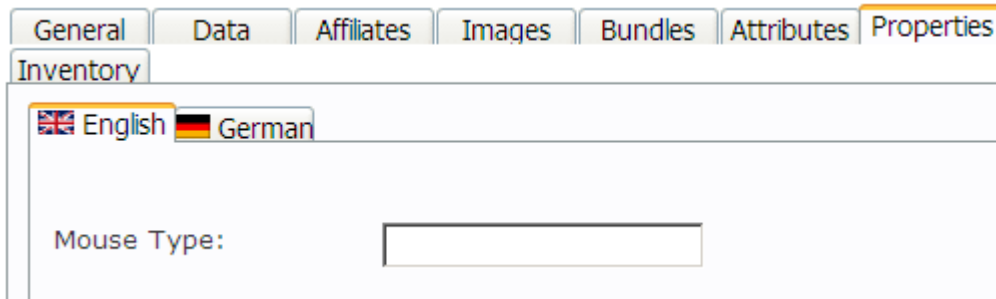 General Data Affiliates Images Bundles Attributes Properties
Inventory
English German
Mouse Type: